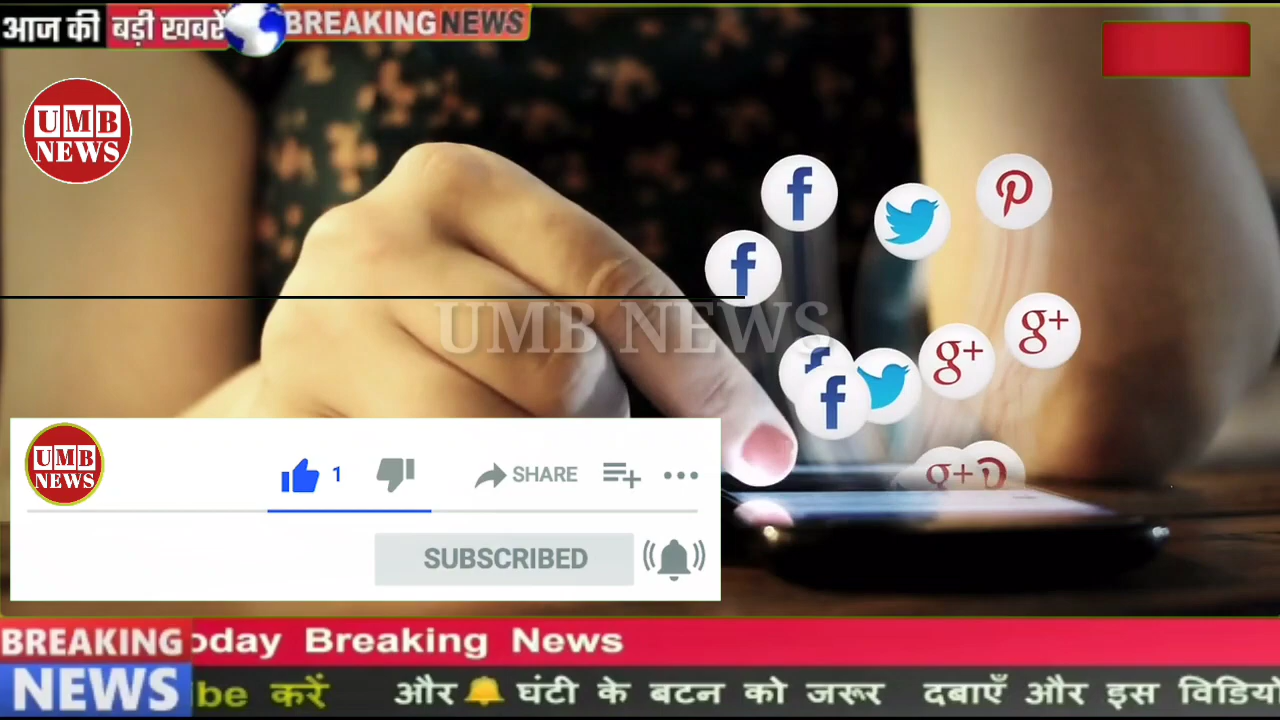 आज की बड़ी खबरें BREAKING NEWS
UMB
NEWS
UMB NEWS
UMB
NEWS
1 SHARE
SUBSCRIBED
BREAKING
NEWS
oday Breaking News
be करें और घंटी के बटन को जरूर दबाएँ और इस विडियो